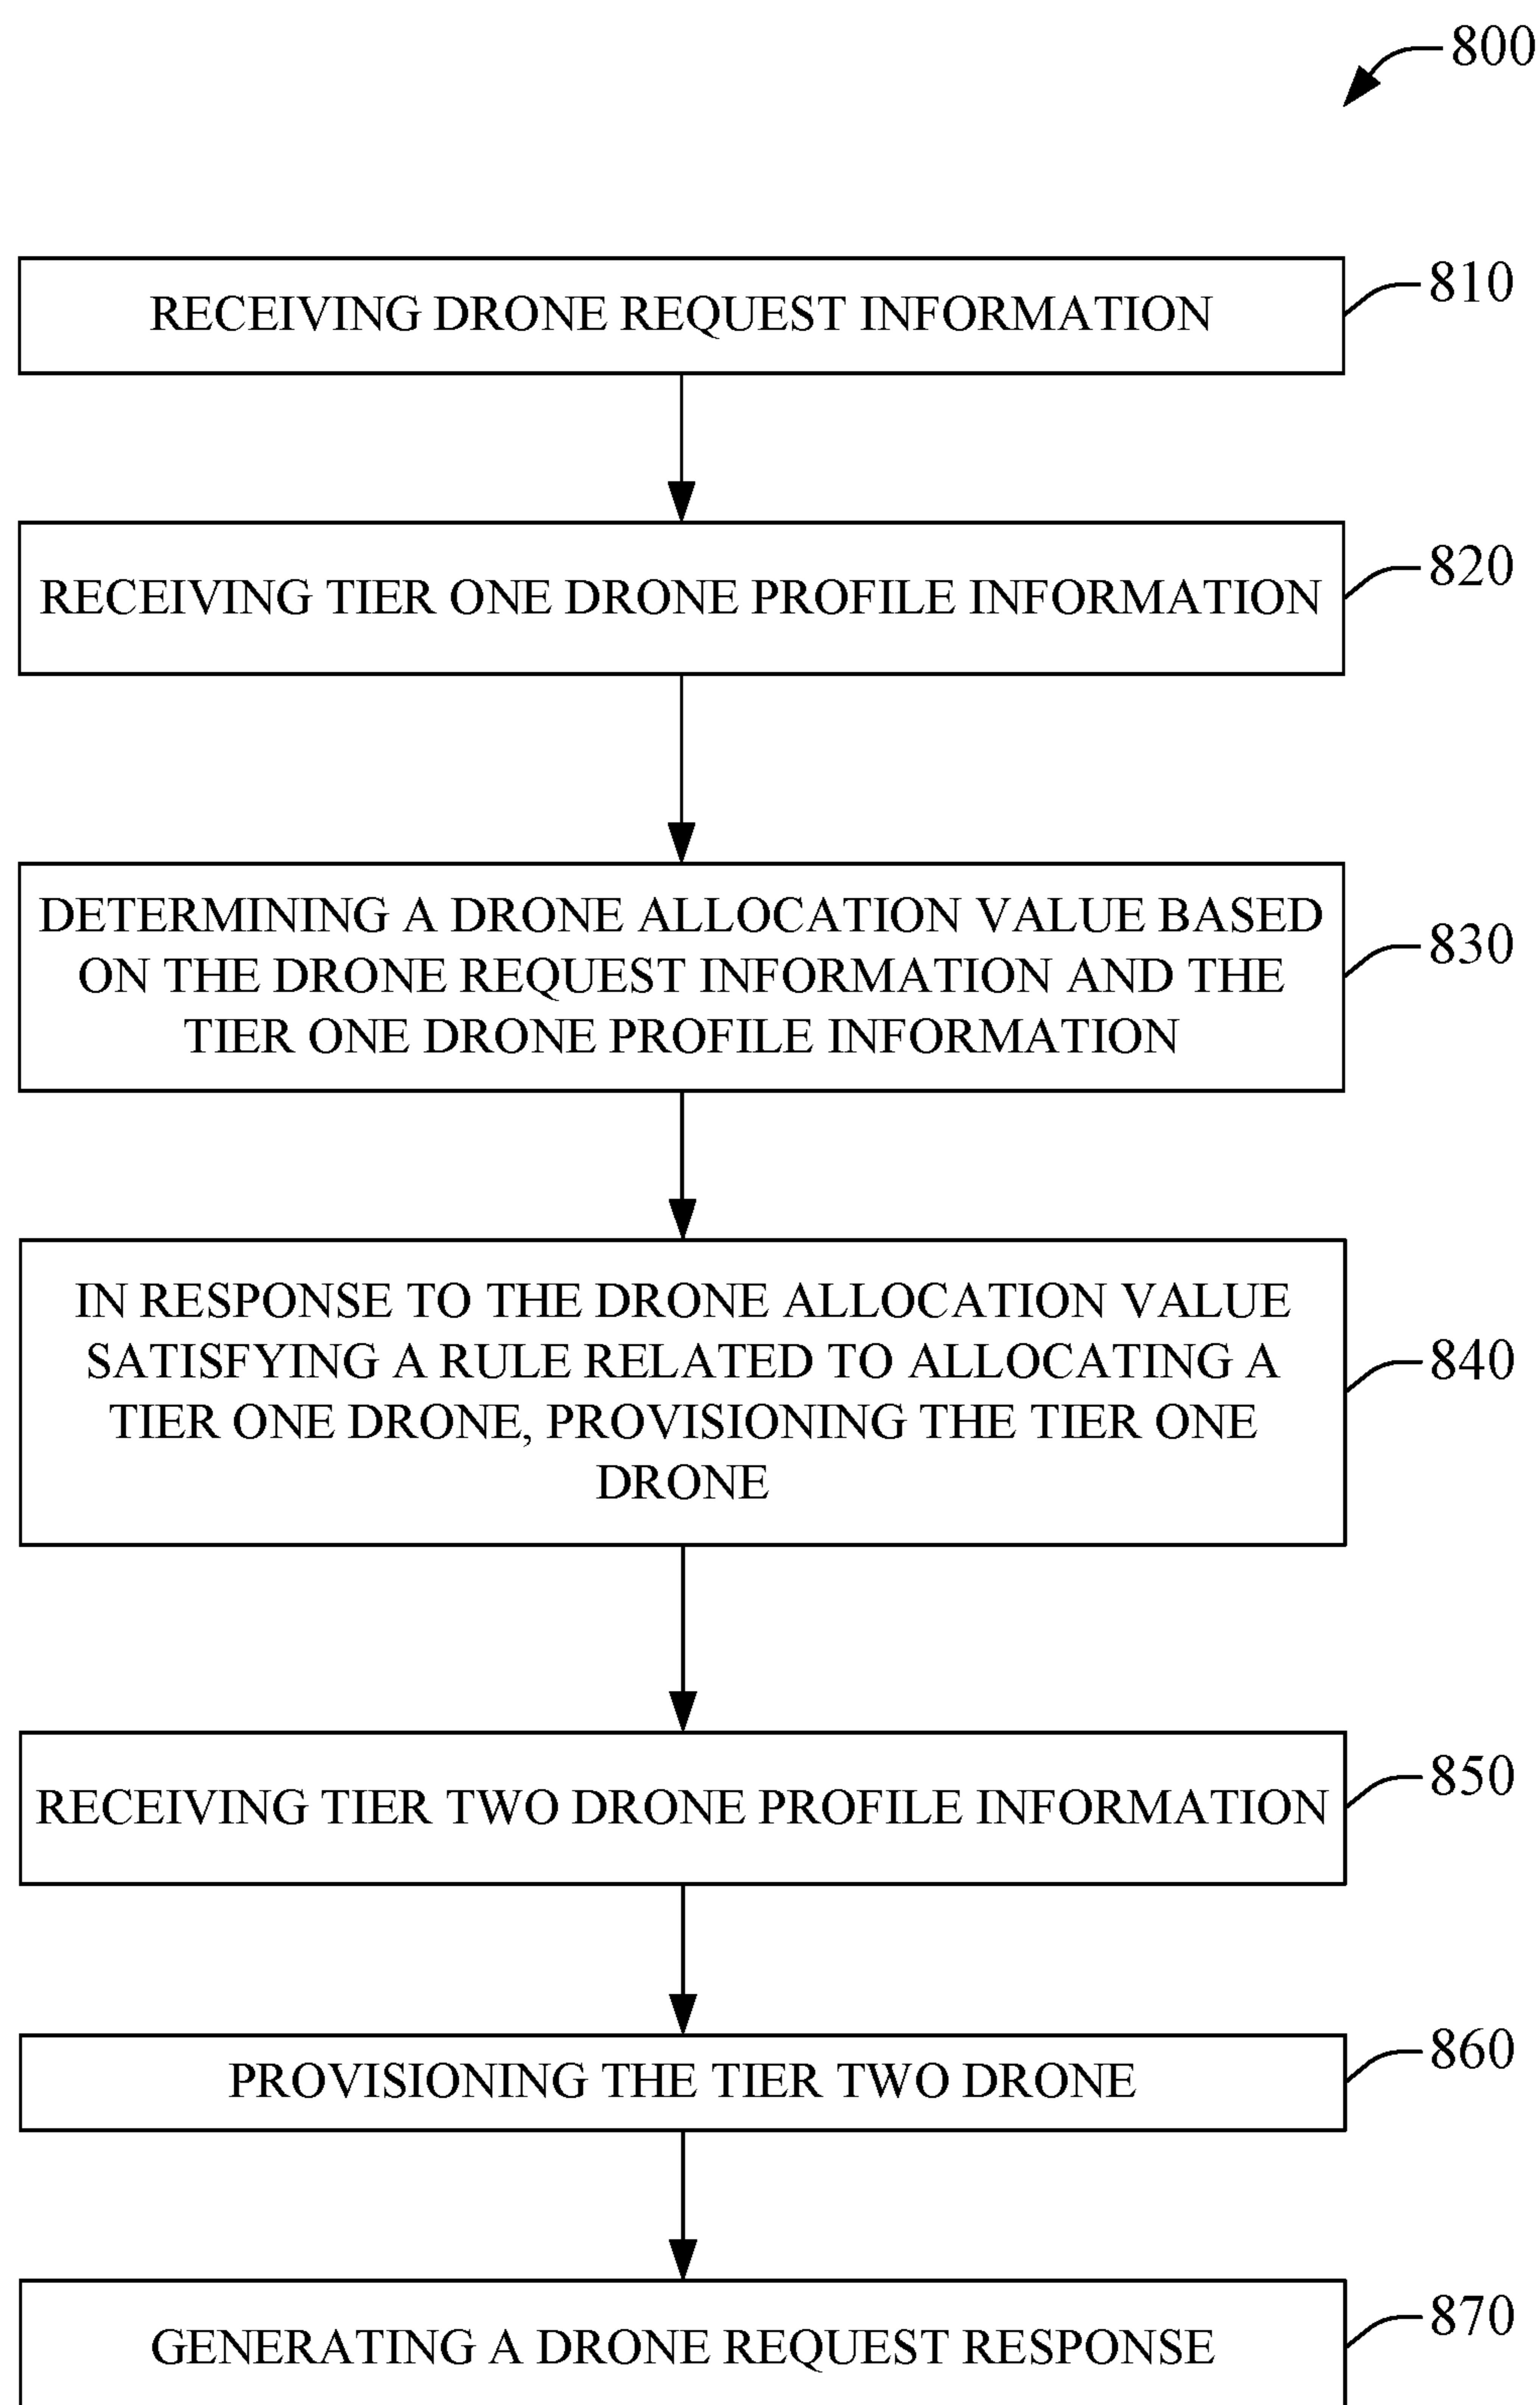 800
RECEIVING DRONE REQUEST INFORMATION
810
RECEIVING TIER ONE DRONE PROFILE INFORMATION
820
DETERMINING A DRONE ALLOCATION VALUE BASED
ON THE DRONE REQUEST INFORMATION AND THE
TIER ONE DRONE PROFILE INFORMATION
830
IN RESPONSE TO THE DRONE ALLOCATION VALUE
SATISFYING A RULE RELATED TO ALLOCATING A
TIER ONE DRONE, PROVISIONING THE TIER ONE
DRONE
840
RECEIVING TIER TWO DRONE PROFILE INFORMATION
850
PROVISIONING THE TIER TWO DRONE
860
GENERATING A DRONE REQUEST RESPONSE
870